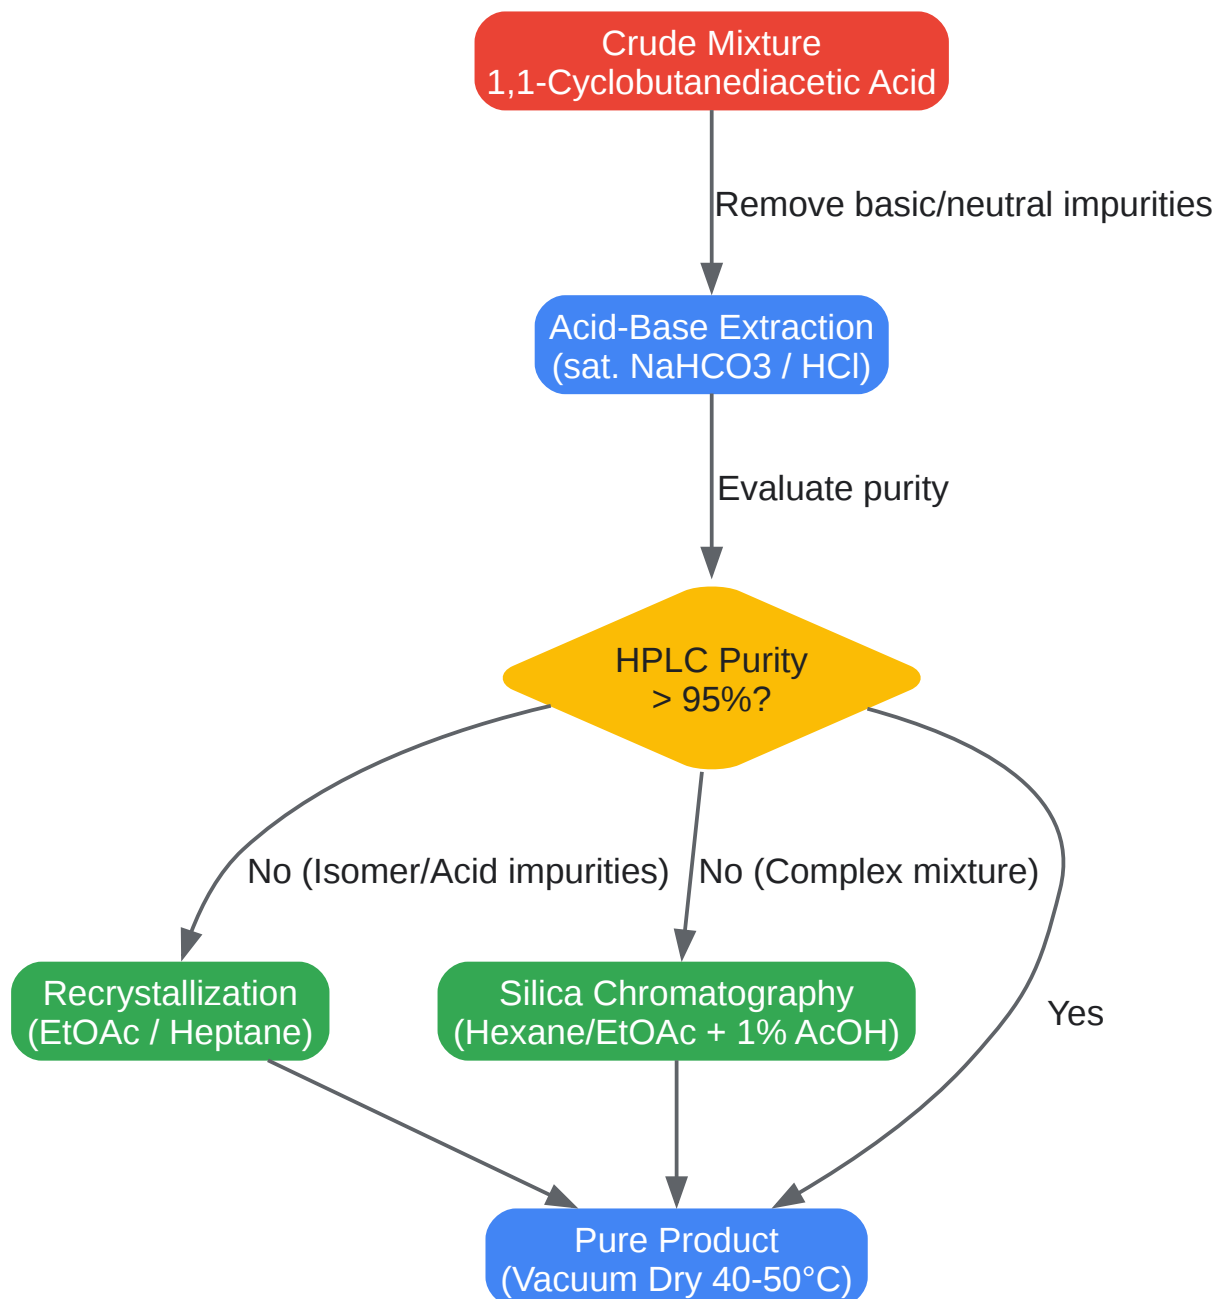 Crude Mixture
1,1-Cyclobutanediacetic Acid
Remove basic/neutral impurities
Acid-Base Extraction
(sat. NaHCO3 / HCl)
Evaluate purity
HPLC Purity
> 95%?
No (Isomer/Acid impurities)
No (Complex mixture)
Recrystallization
(EtOAc / Heptane)
Silica Chromatography
(Hexane/EtOAc + 1% AcOH)
Yes
Pure Product
(Vacuum Dry 40-50°C)